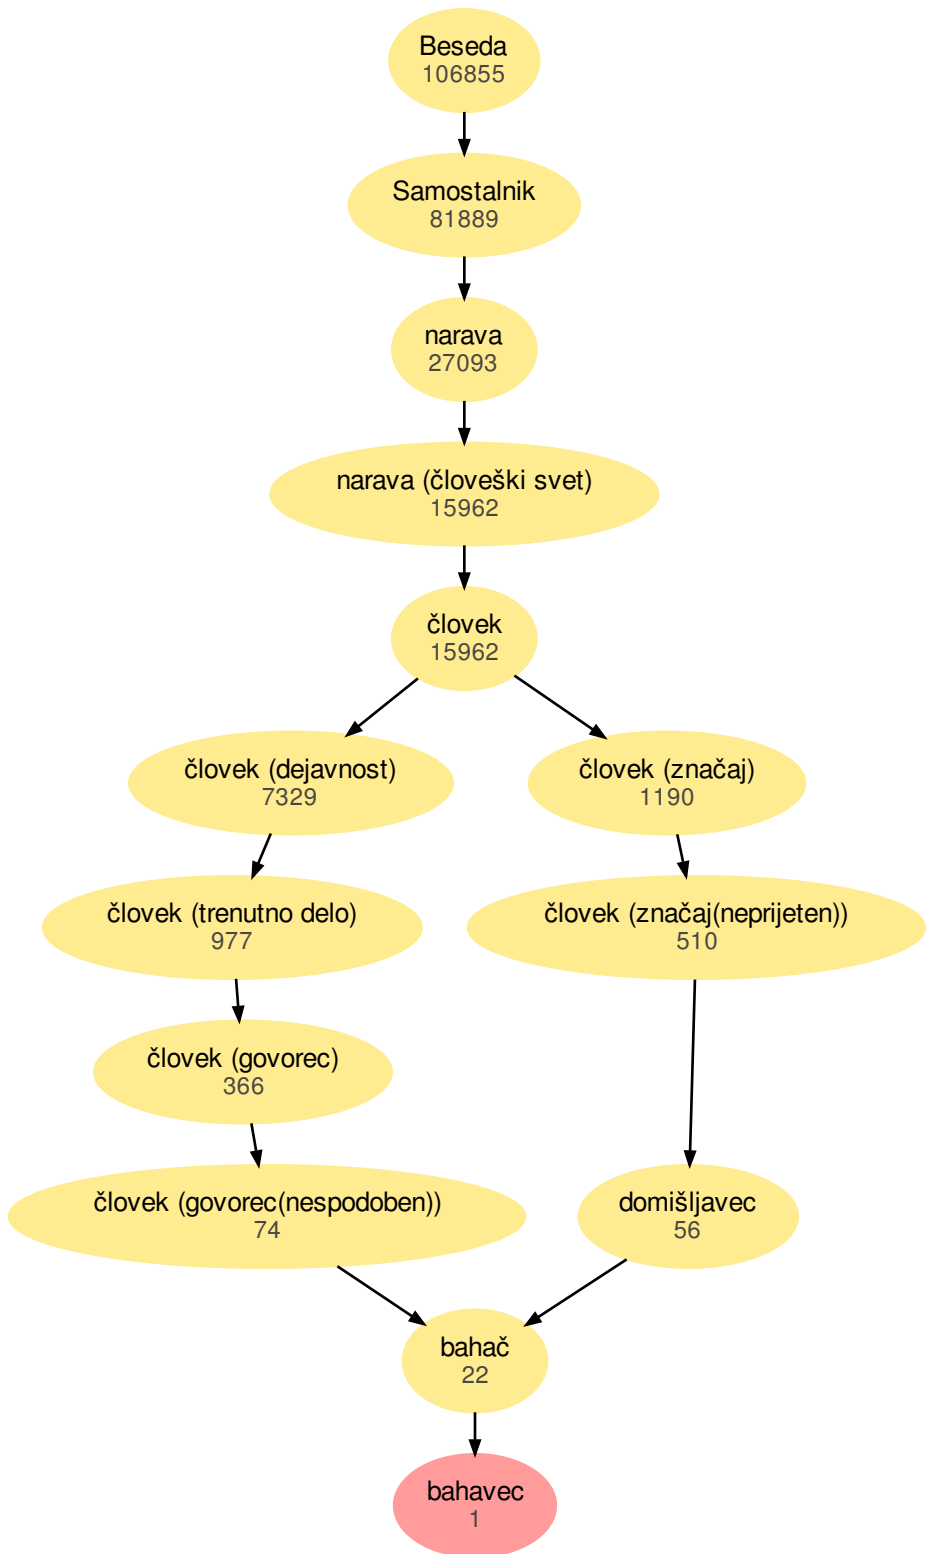 Beseda
106855
Samostalnik
81889
narava
27093
narava (človeški svet)
15962
človek
15962
človek (dejavnost)
7329
človek (značaj)
1190
človek (trenutno delo)
977
človek (značaj(neprijeten))
510
človek (govorec)
366
človek (govorec(nespodoben))
74
domišljavec
56
bahač
22
bahavec
1